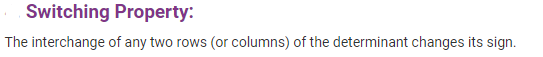 Switching Property:
The interchange of any two rows (or columns) of the determinant changes its sign.